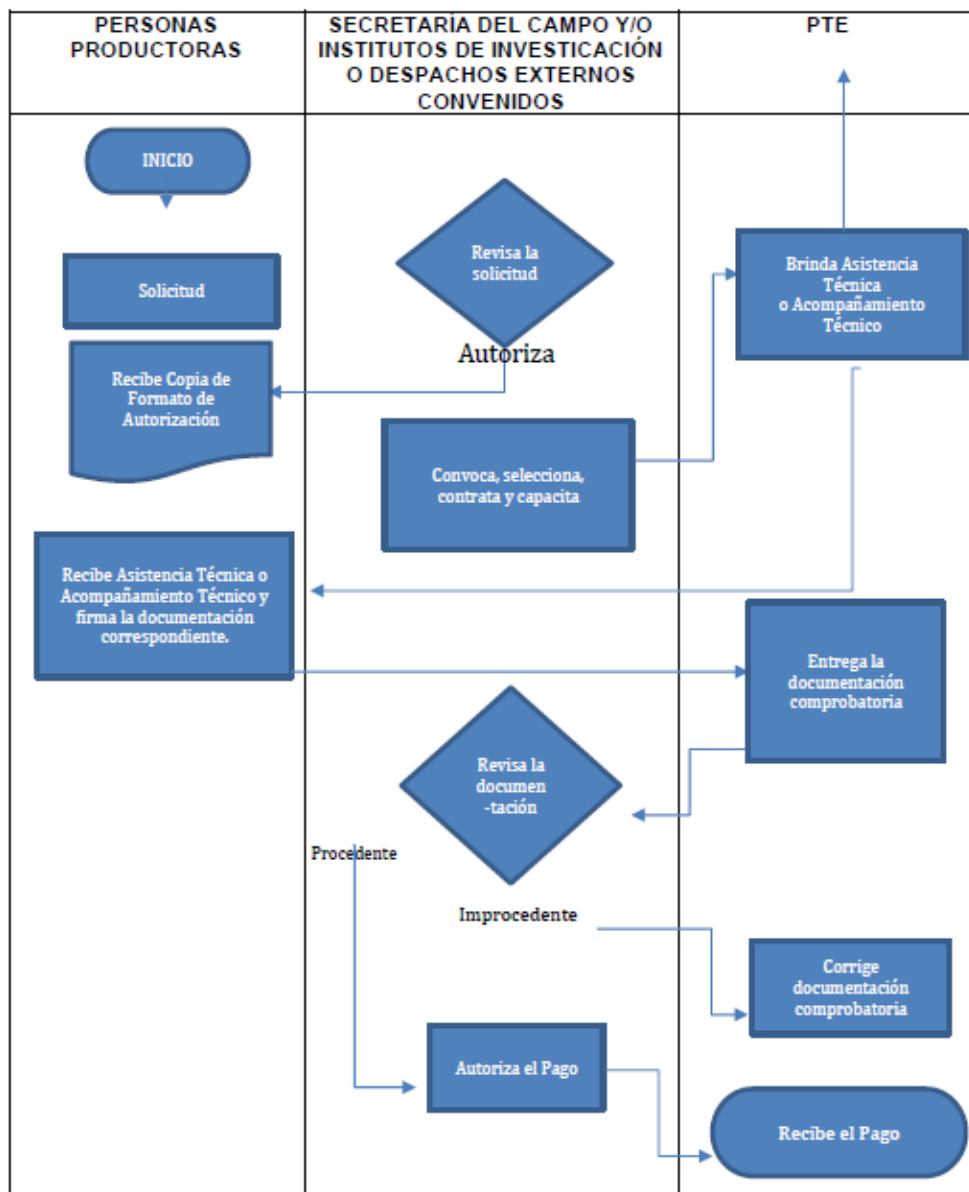 PERSONAS
PRODUCTORAS
SECRETARÍA DEL CAMPO Y/O
INSTITUTOS DE INVESTICACIÓN
O DESPACHOS EXTERNOS
CONVENIDOS
PTE
INICIO
Revisa la
solicitud
Brinda Asistencia
Técnica
o Acompañamiento
Técnico
Solicitud
Autoriza
Recibe Copia de
Formato de
Autorización
Convoca, selecciona,
contrata y capacita
Recibe Asistencia Técnica o
Acompañamiento Técnico y
firma la documentación
correspondiente.
Entrega la
documentación
comprobatoria
Revisa la
documen
-tación
Procedente
Improcedente
Corrige
documentación
comprobatoria
Autoriza el Pago
Recibe el Pago